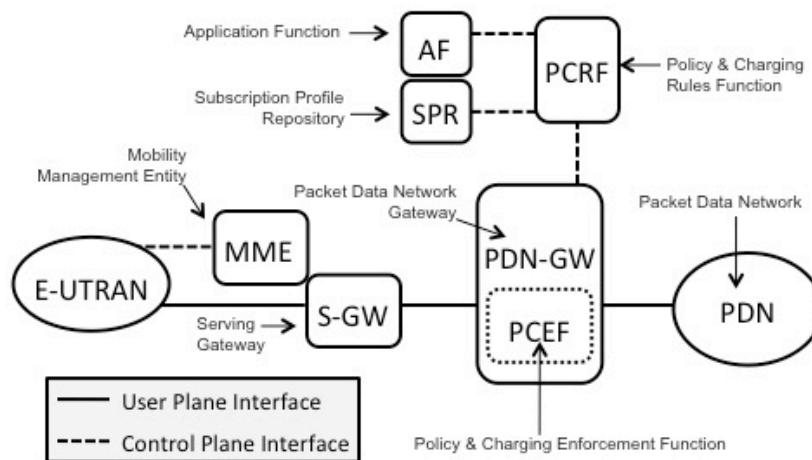 Application Function
AF
PCRF
Policy & Charging
Rules Function
Subscription Profile
Repository
SPR
Mobility
Management Entity
Packet Data Network
Gateway
Packet Data Network
MME
PDN-GW
E-UTRAN
S-GW
PCEF
PDN
Serving
Gateway
User Plane Interface
Control Plane Interface
Policy & Charging Enforcement Function